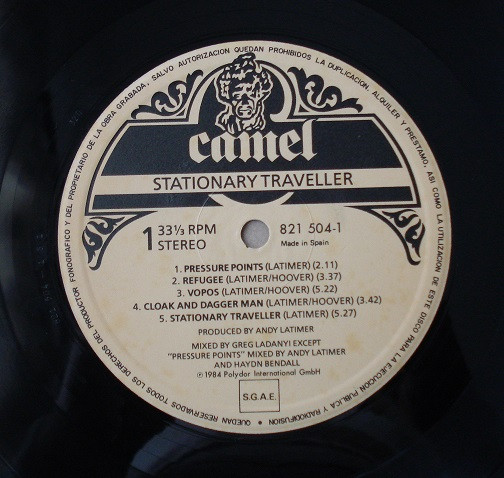 RESERVADOS TODOS LOS DERECHOS DEL PRODUCTOR FONOGRAFICO Y DEL PROPIETARIO DE LA OBRA GRABADA, SALVO AUTORIZACION QUEDAN PROHIBIDOS LA DUPLICACION, ALQUILER Y PRESTAMO, ASI COMO LA UTILIZACION DE ESTE DISCO PARA LA EJECUCION PUBLICA Y RADIODIFUSION QUEDAN
camel
STATIONARY TRAVELLER
1 33⅓ RPM
STEREO
821 504-1
Made in Spain
1. PRESSURE POINTS (LATIMER) (2.11)
2. REFUGEE (LATIMER/HOOVER) (3.37)
3. VOPOS (LATIMER/HOOVER) (5.22)
4. CLOAK AND DAGGER MAN (LATIMER/HOOVER) (3.42)
5. STATIONARY TRAVELLER (LATIMER) (5.27)
PRODUCED BY ANDY LATIMER
MIXED BY GREG LADANYI EXCEPT
"PRESSURE POINTS" MIXED BY ANDY LATIMER
AND HAYDN BENDALL
℗ 1984 Polydor International GmbH
S.G.A.E.